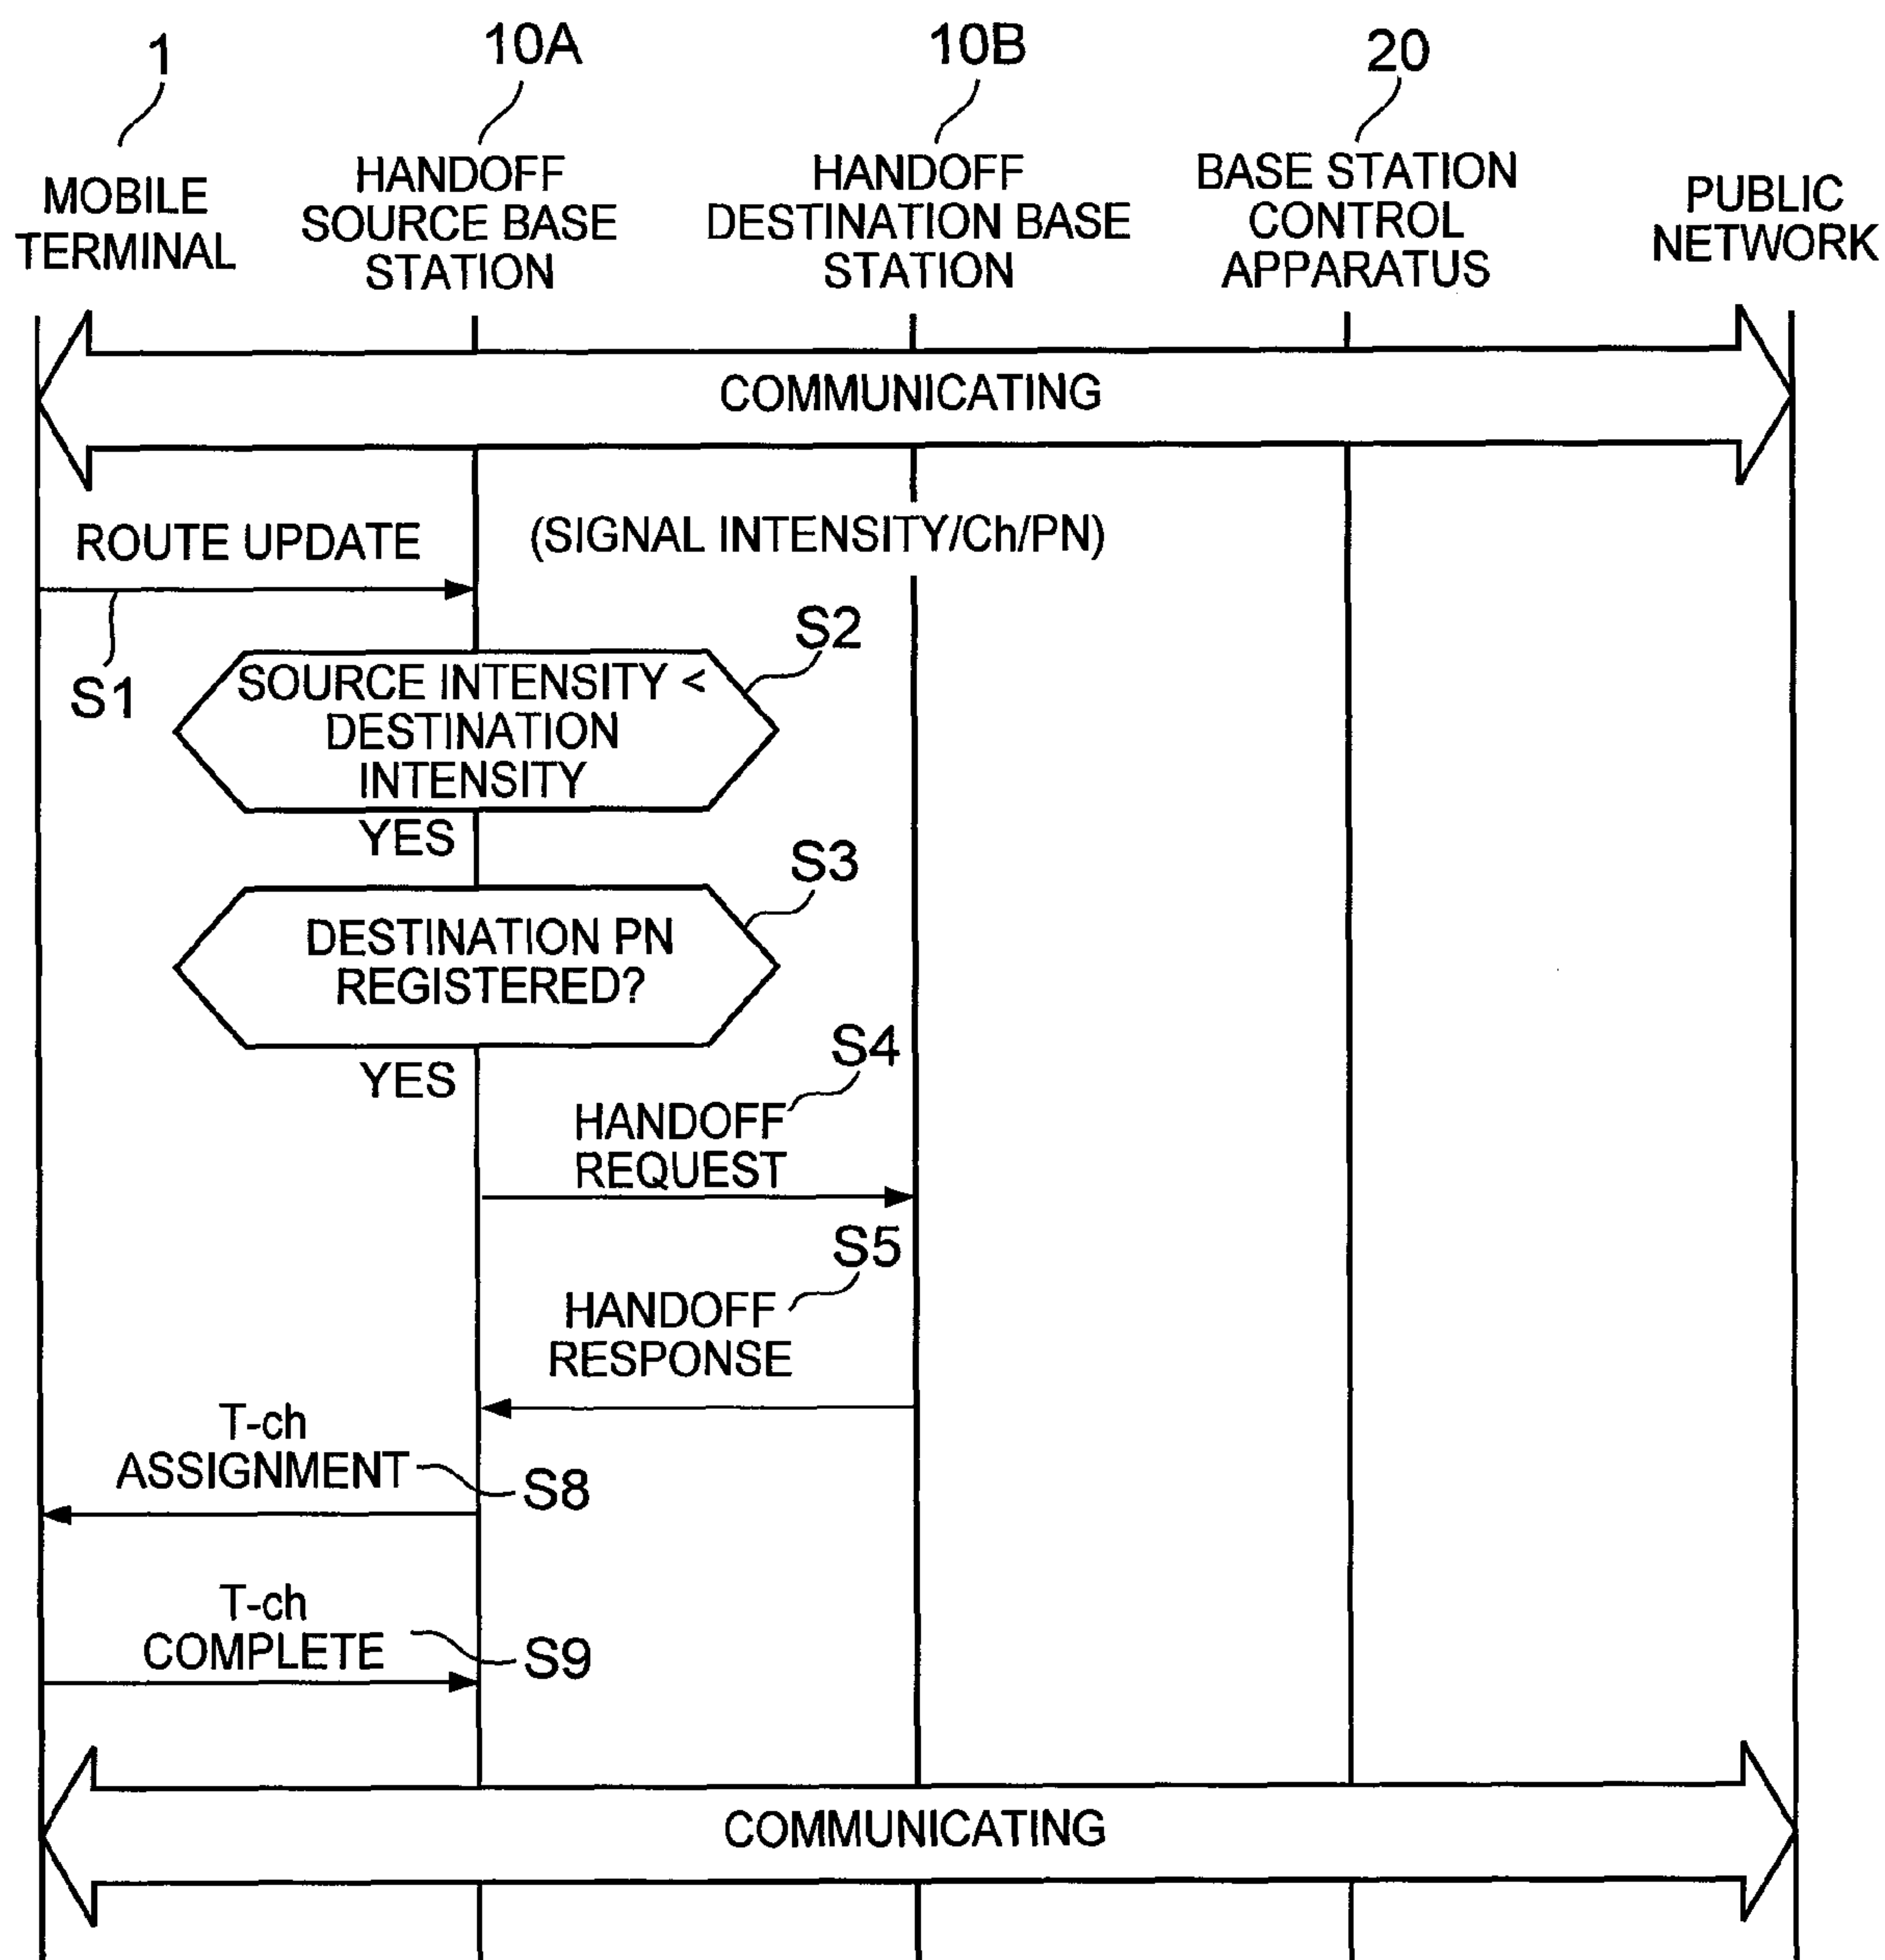 1
10A
10B
20
MOBILE
TERMINAL
HANDOFF
SOURCE BASE
STATION
HANDOFF
DESTINATION BASE
STATION
BASE STATION
CONTROL
APPARATUS
PUBLIC
NETWORK
COMMUNICATING
ROUTE UPDATE
(SIGNAL INTENSITY/Ch/PN)
S1
S2
SOURCE INTENSITY <
DESTINATION
INTENSITY
YES
S3
DESTINATION PN
REGISTERED?
YES
S4
HANDOFF
REQUEST
S5
HANDOFF
RESPONSE
T-ch
ASSIGNMENT
S8
T-ch
COMPLETE
S9
COMMUNICATING